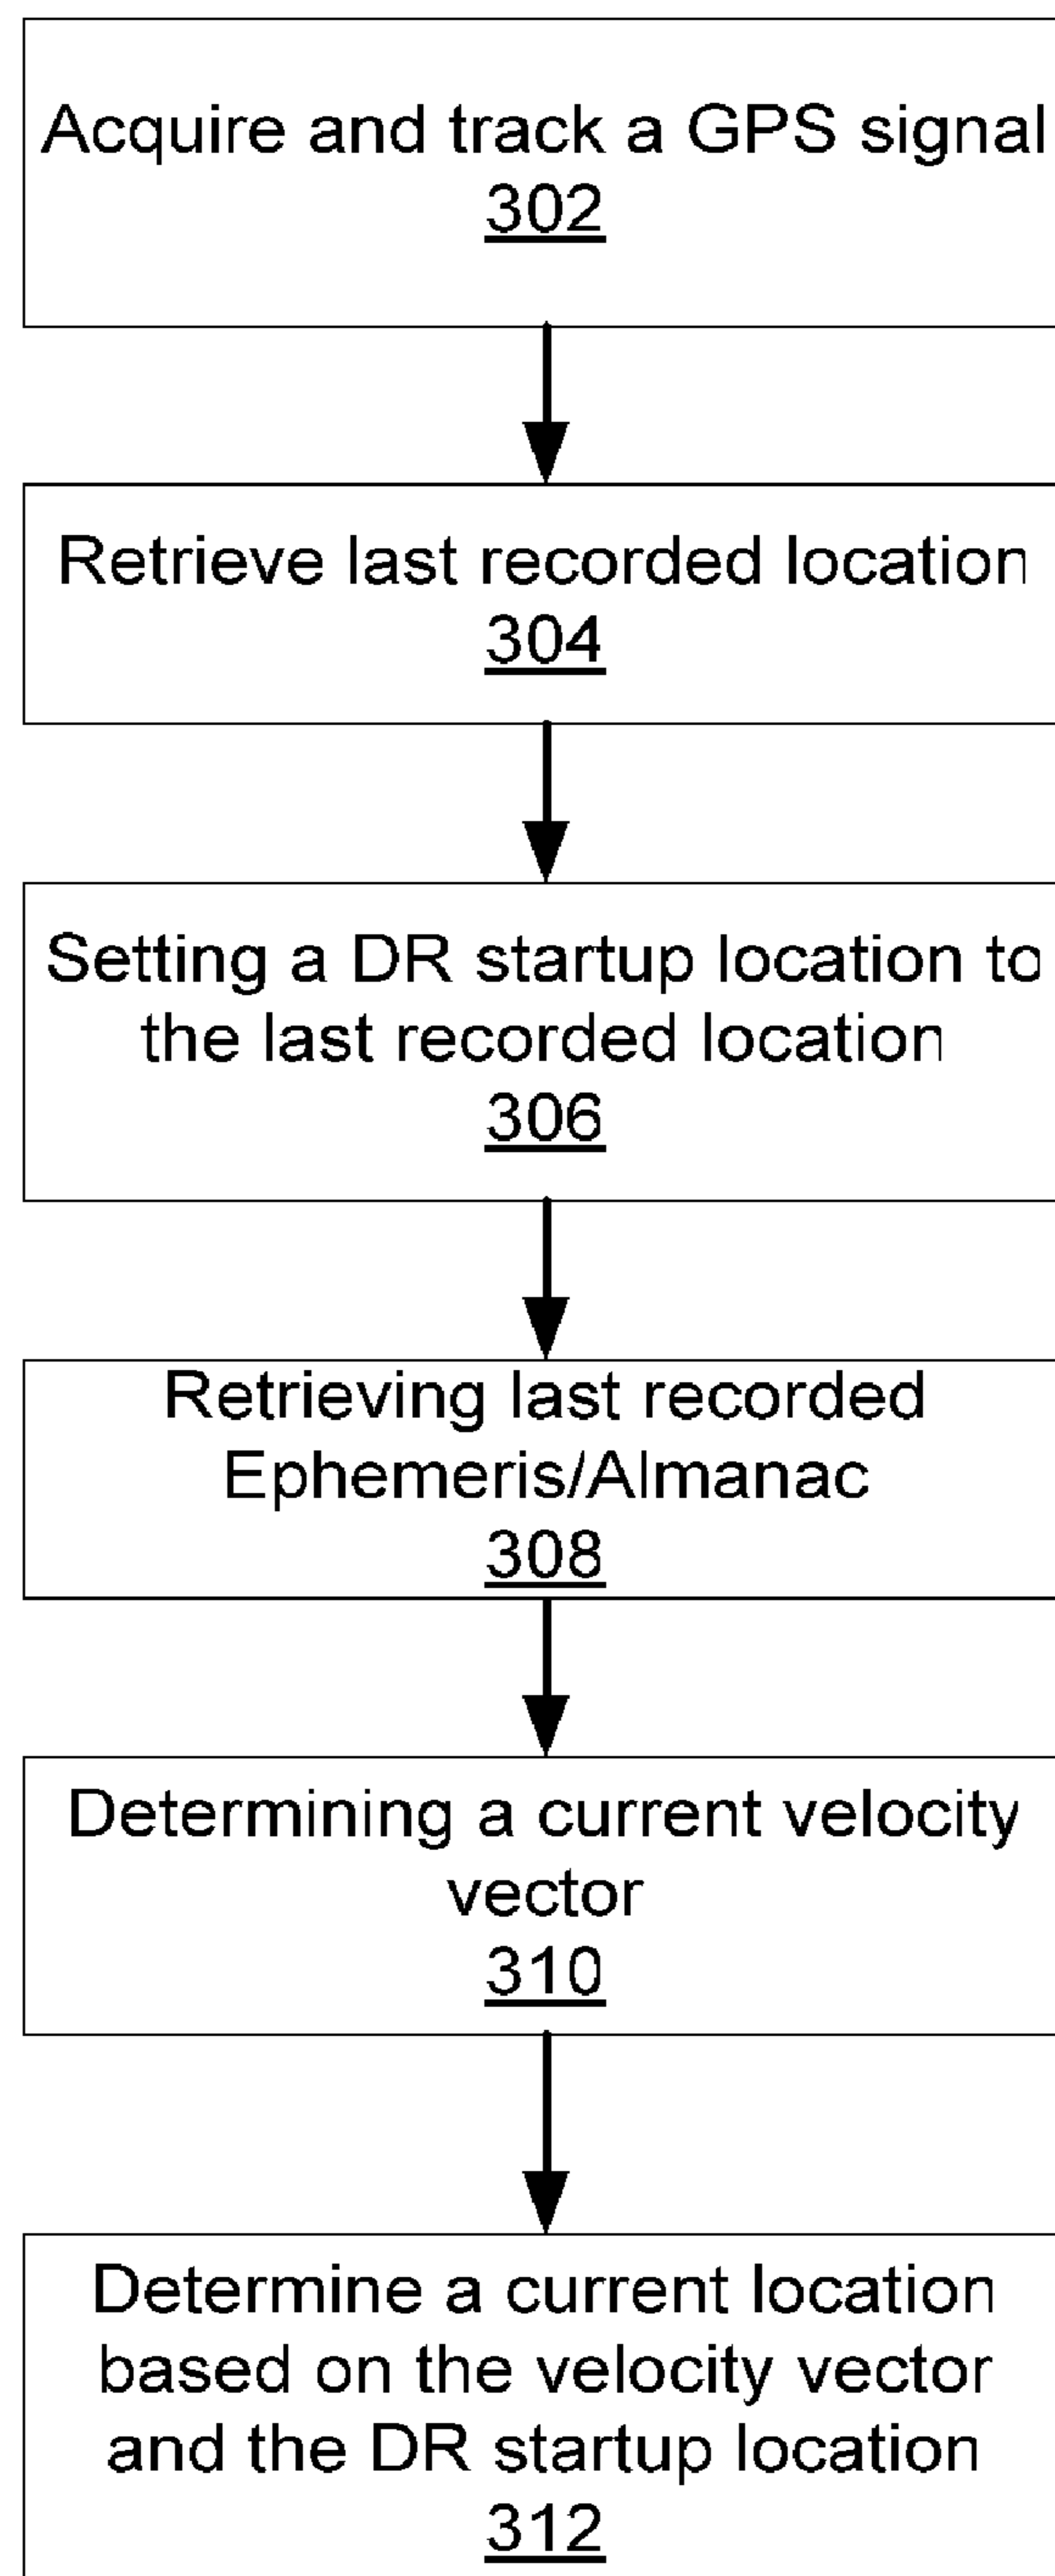 Acquire and track a GPS signal
302
Retrieve last recorded location
304
Setting a DR startup location to
the last recorded location
306
Retrieving last recorded
Ephemeris/Almanac
308
Determining a current velocity
vector
310
Determine a current location
based on the velocity vector
and the DR startup location
312